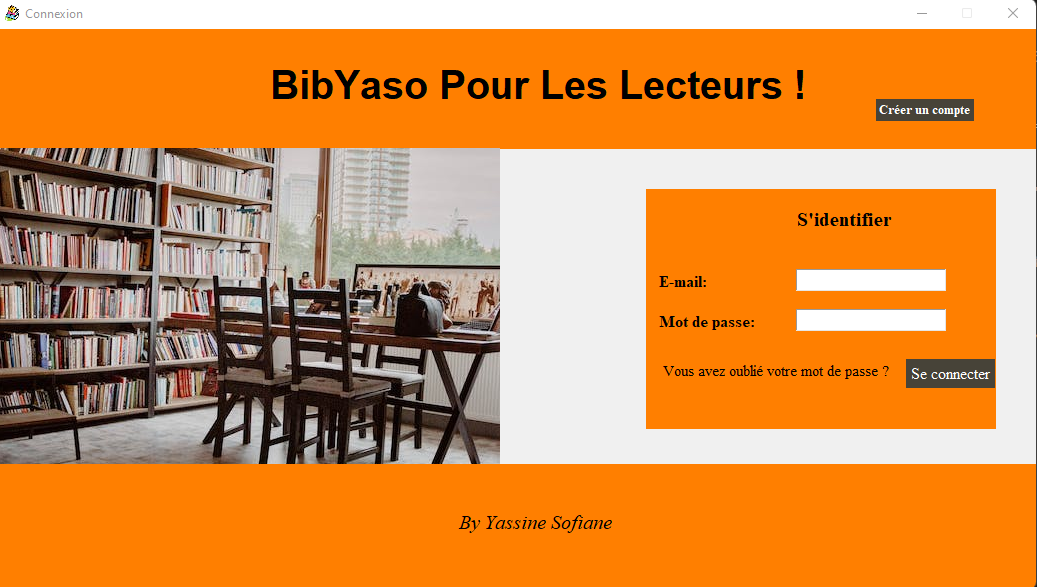 Connexion
BibYaso Pour Les Lecteurs !
Créer un compte
S'identifier
E-mail:
Mot de passe:
Vous avez oublié votre mot de passe ?
Se connecter
By Yassine Sofiane